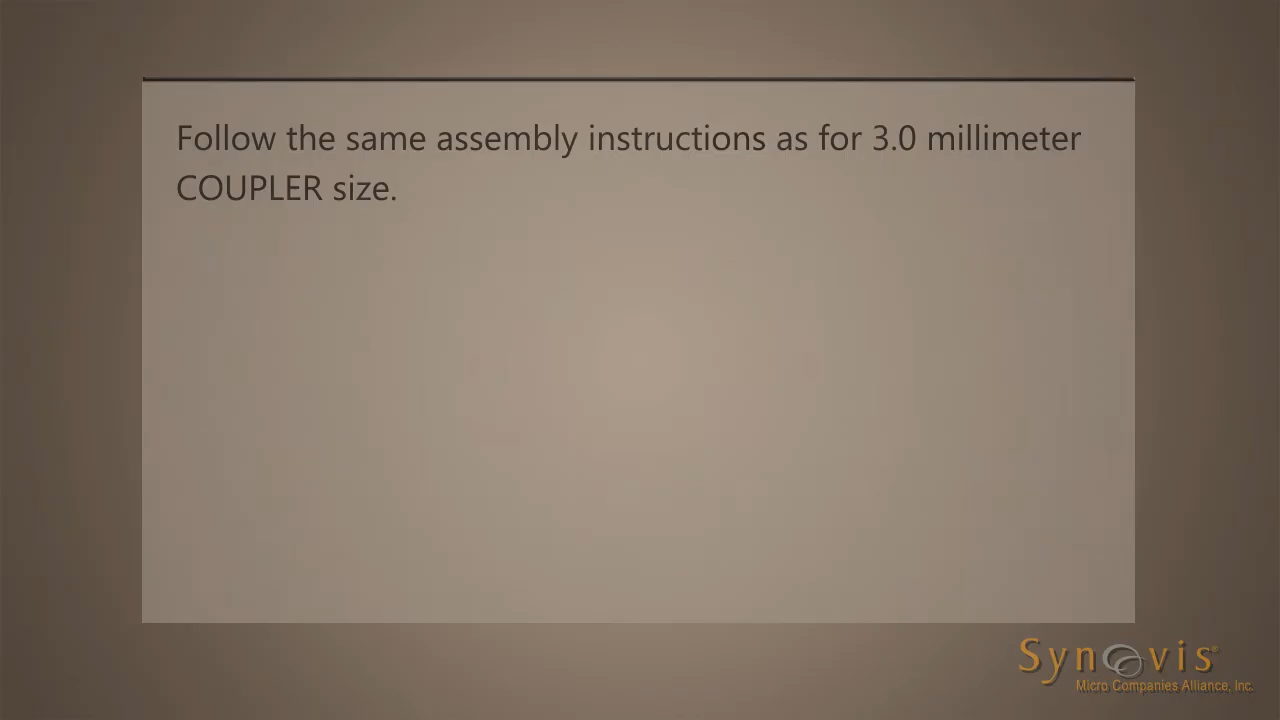 Follow the same assembly instructions as for 3.0 millimeter
COUPLER size.
Synovis®
Micro Companies Alliance, Inc.